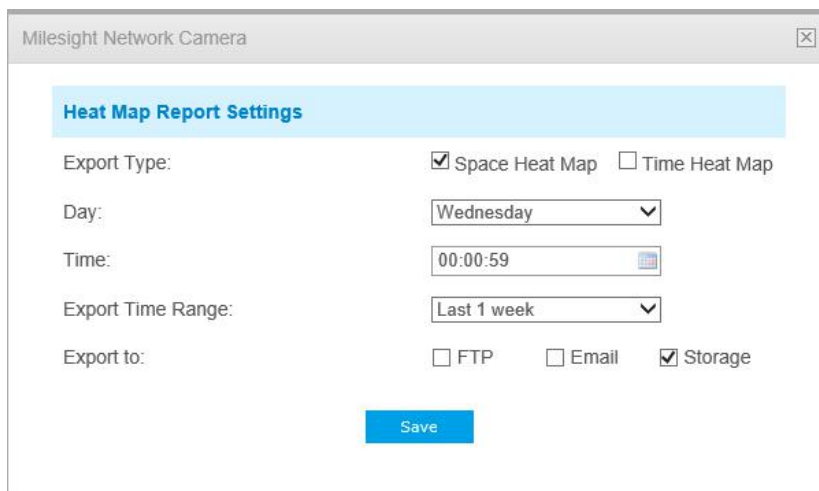 Milesight Network Camera
Heat Map Report Settings
Export Type: Space Heat Map Time Heat Map
Day: Wednesday
Time: 00:00:59
Export Time Range: Last 1 week
Export to: FTP Email Storage
Save